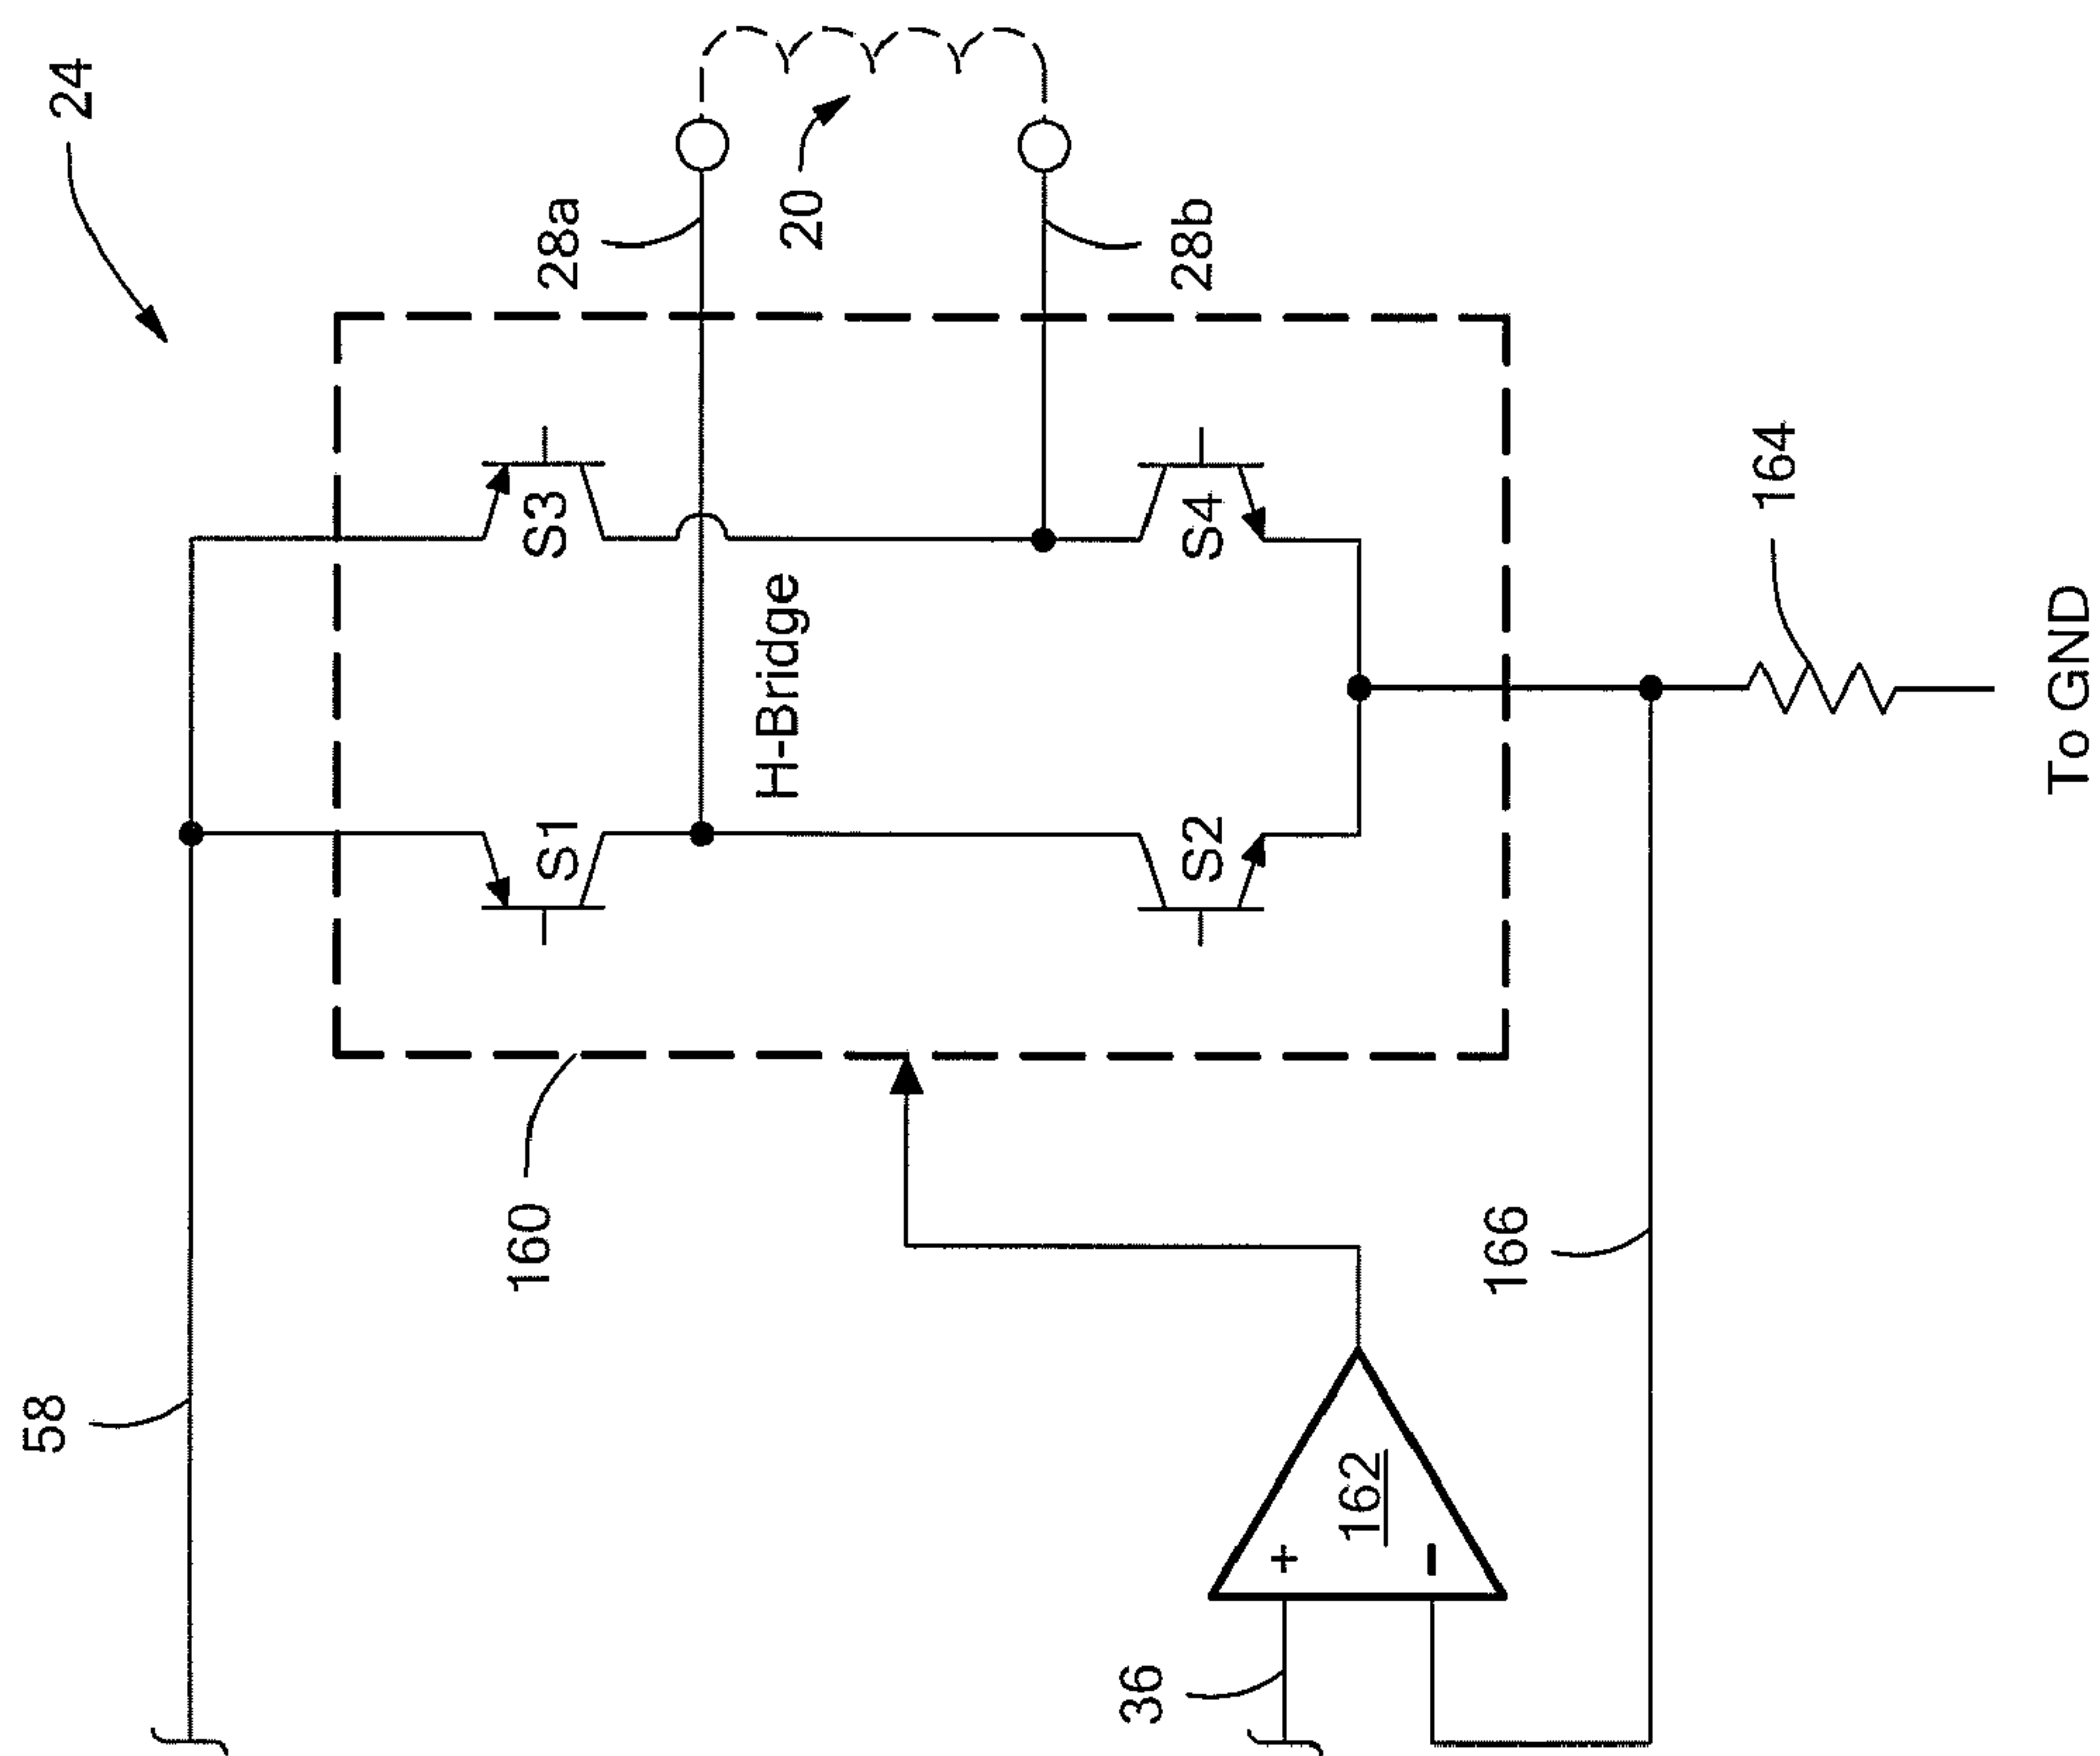 24
58
28a
20
28b
S3
S1
H-Bridge
160
S4
S2
164
To GND
166
162
+
−
36